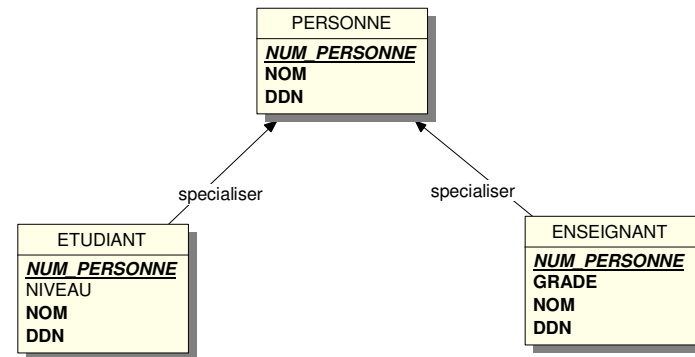 PERSONNE
NUM_PERSONNE
NOM
DDN
specialiser
specialiser
ETUDIANT
NUM_PERSONNE
NIVEAU
NOM
DDN
ENSEIGNANT
NUM_PERSONNE
GRADE
NOM
DDN